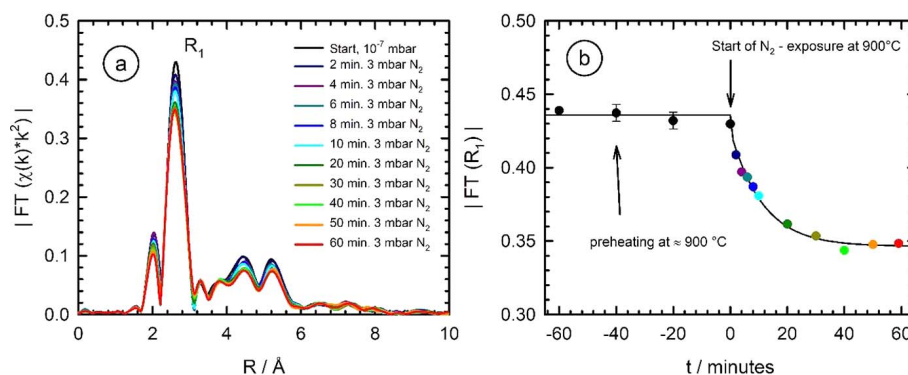 a
R₁
Start, 10⁻⁷ mbar
2 min. 3 mbar N₂
4 min. 3 mbar N₂
6 min. 3 mbar N₂
8 min. 3 mbar N₂
10 min. 3 mbar N₂
20 min. 3 mbar N₂
30 min. 3 mbar N₂
40 min. 3 mbar N₂
50 min. 3 mbar N₂
60 min. 3 mbar N₂
| FT (χ(k)*k²) |
0.5
0.4
0.3
0.2
0.1
0.0
0 2 4 6 8 10
R / Å
b
Start of N₂ - exposure at 900°C
preheating at ≈ 900 °C
| FT(R₁) |
0.50
0.45
0.40
0.35
0.30
-60 -40 -20 0 20 40 60
t / minutes